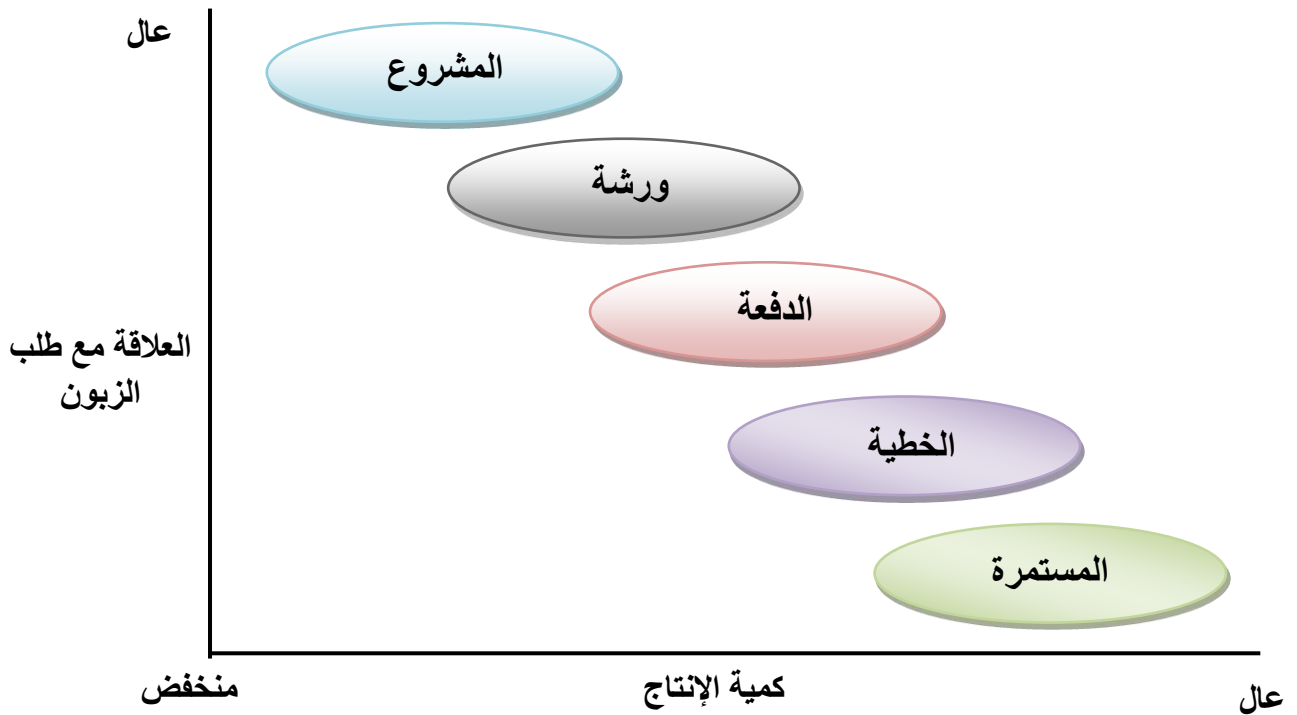 عال
المشروع
ورشة
الدفعة
العلاقة مع طلب
الزبون
الخطية
المستمرة
منخفض
كمية الإنتاج
عال